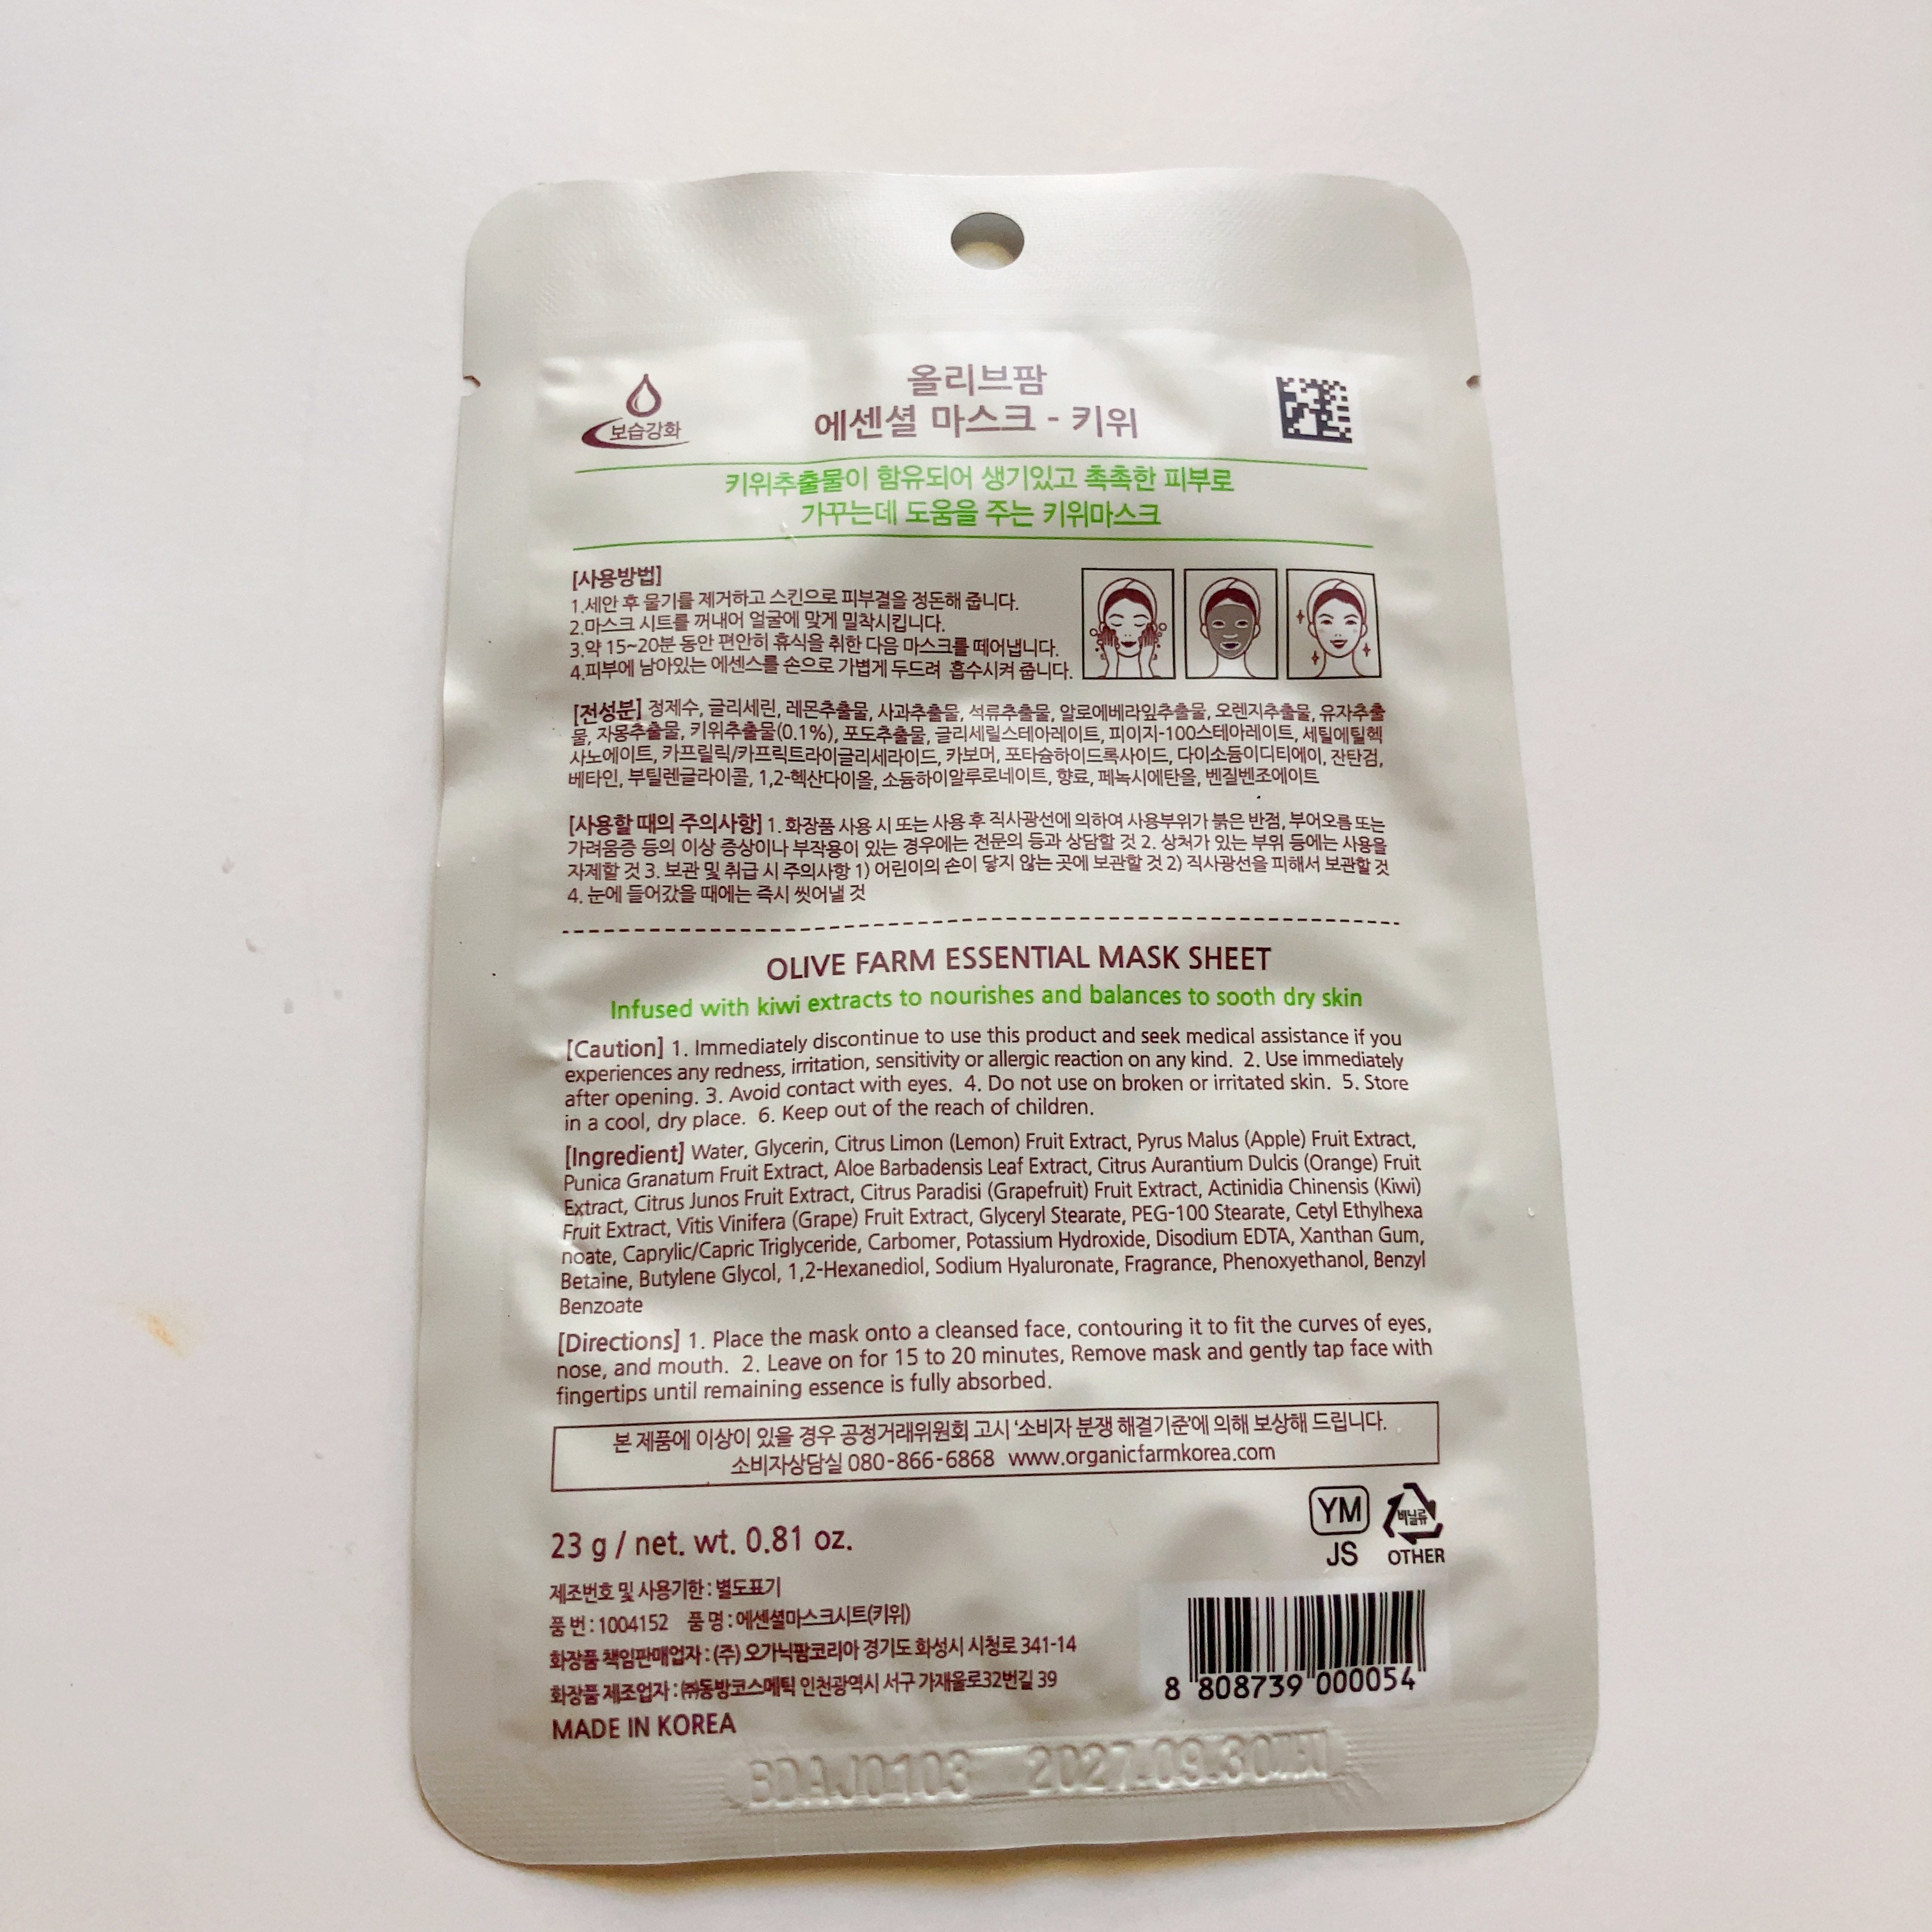 보습강화
올리브팜
에센셜 마스크 - 키위
키위추출물이 함유되어 생기있고 촉촉한 피부로
가꾸는데 도움을 주는 키위마스크
[사용방법]
1.세안 후 물기를 제거하고 스킨으로 피부결을 정돈해 줍니다.
2.마스크 시트를 꺼내어 얼굴에 맞게 밀착시킵니다.
3.약 15~20분 동안 편안히 휴식을 취한 다음 마스크를 떼어냅니다.
4.피부에 남아있는 에센스를 손으로 가볍게 두드려 흡수시켜 줍니다.
[전성분] 정제수, 글리세린, 레몬추출물, 사과추출물, 석류추출물, 알로에베라잎추출물, 오렌지추출물, 유자추출
물, 자몽추출물, 키위추출물(0.1%), 포도추출물, 글리세릴스테아레이트, 피이지-100스테아레이트, 세틸에틸헥
사노에이트, 카프릴릭/카프릭트라이글리세라이드, 카보머, 포타슘하이드록사이드, 다이소듐이디티에이, 잔탄검,
베타인, 부틸렌글라이콜, 1,2-헥산다이올, 소듐하이알루로네이트, 향료, 페녹시에탄올, 벤질벤조에이트
[사용할 때의 주의사항] 1. 화장품 사용 시 또는 사용 후 직사광선에 의하여 사용부위가 붉은 반점, 부어오름 또는
가려움증 등의 이상 증상이나 부작용이 있는 경우에는 전문의 등과 상담할 것 2. 상처가 있는 부위 등에는 사용을
자제할 것 3. 보관 및 취급 시 주의사항 1) 어린이의 손이 닿지 않는 곳에 보관할 것 2) 직사광선을 피해서 보관할 것
4. 눈에 들어갔을 때에는 즉시 씻어낼 것
OLIVE FARM ESSENTIAL MASK SHEET
Infused with kiwi extracts to nourishes and balances to sooth dry skin
[Caution] 1. Immediately discontinue to use this product and seek medical assistance if you
experiences any redness, irritation, sensitivity or allergic reaction on any kind. 2. Use immediately
after opening. 3. Avoid contact with eyes. 4. Do not use on broken or irritated skin. 5. Store
in a cool, dry place. 6. Keep out of the reach of children.
[Ingredient] Water, Glycerin, Citrus Limon (Lemon) Fruit Extract, Pyrus Malus (Apple) Fruit Extract,
Punica Granatum Fruit Extract, Aloe Barbadensis Leaf Extract, Citrus Aurantium Dulcis (Orange) Fruit
Extract, Citrus Junos Fruit Extract, Citrus Paradisi (Grapefruit) Fruit Extract, Actinidia Chinensis (Kiwi)
Fruit Extract, Vitis Vinifera (Grape) Fruit Extract, Glyceryl Stearate, PEG-100 Stearate, Cetyl Ethylhexa
noate, Caprylic/Capric Triglyceride, Carbomer, Potassium Hydroxide, Disodium EDTA, Xanthan Gum,
Betaine, Butylene Glycol, 1,2-Hexanediol, Sodium Hyaluronate, Fragrance, Phenoxyethanol, Benzyl
Benzoate
[Directions] 1. Place the mask onto a cleansed face, contouring it to fit the curves of eyes,
nose, and mouth. 2. Leave on for 15 to 20 minutes, Remove mask and gently tap face with
fingertips until remaining essence is fully absorbed.
본 제품에 이상이 있을 경우 공정거래위원회 고시 '소비자 분쟁 해결기준'에 의해 보상해 드립니다.
소비자상담실 080-866-6868 www.organicfarmkorea.com
YM
JS
비닐류
OTHER
23 g / net. wt. 0.81 oz.
제조번호 및 사용기한 : 별도표기
품 번 : 1004152 품 명 : 에센셜마스크시트(키위)
화장품 책임판매업자 : (주) 오가닉팜코리아 경기도 화성시 시청로 341-14
화장품 제조업자 : ㈜동방코스메틱 인천광역시 서구 가재울로32번길 39
MADE IN KOREA
8 808739 000054
BDAJ0103 2027.09.30까지